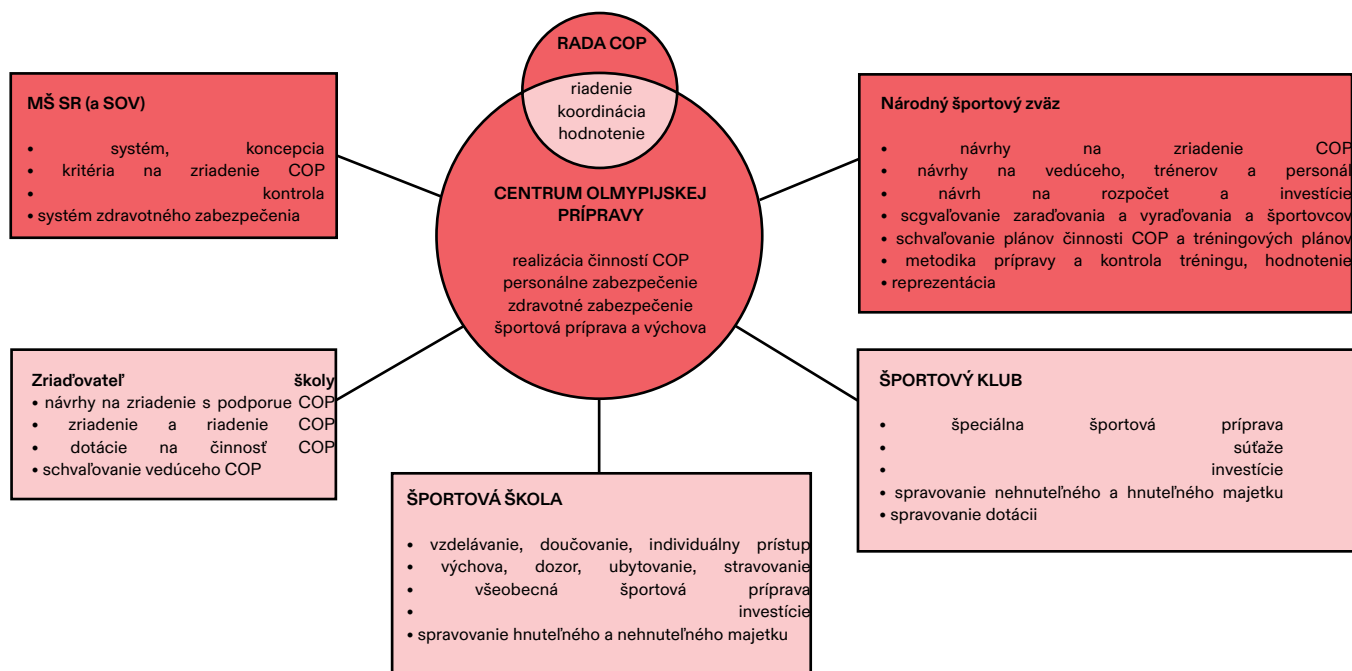 RADA COP
riadenie
koordinácia
hodnotenie
CENTRUM OLMYPIJSKEJ
PRÍPRAVY
realizácia činností COP
personálne zabezpečenie
zdravotné zabezpečenie
športová príprava a výchova
MŠ SR (a SOV)
• systém, koncepcia
• kritéria na zriadenie COP
• kontrola
• systém zdravotného zabezpečenia
Národný športový zväz
• návrhy na zriadenie COP
• návrhy na vedúceho, trénerov a personál
• návrh na rozpočet a investície
• scgvaľovanie zaraďovania a vyraďovania a športovcov
• schvaľovanie plánov činnosti COP a tréningových plánov
• metodika prípravy a kontrola tréningu, hodnotenie
• reprezentácia
Zriaďovateľ školy
• návrhy na zriadenie s podporue COP
• zriadenie a riadenie COP
• dotácie na činnosť COP
• schvaľovanie vedúceho COP
ŠPORTOVÁ ŠKOLA
• vzdelávanie, doučovanie, individuálny prístup
• výchova, dozor, ubytovanie, stravovanie
• všeobecná športová príprava
• investície
• spravovanie hnuteľného a nehnuteľného majetku
ŠPORTOVÝ KLUB
• špeciálna športová príprava
• súťaže
• investície
• spravovanie nehnuteľného a hnuteľného majetku
• spravovanie dotácii